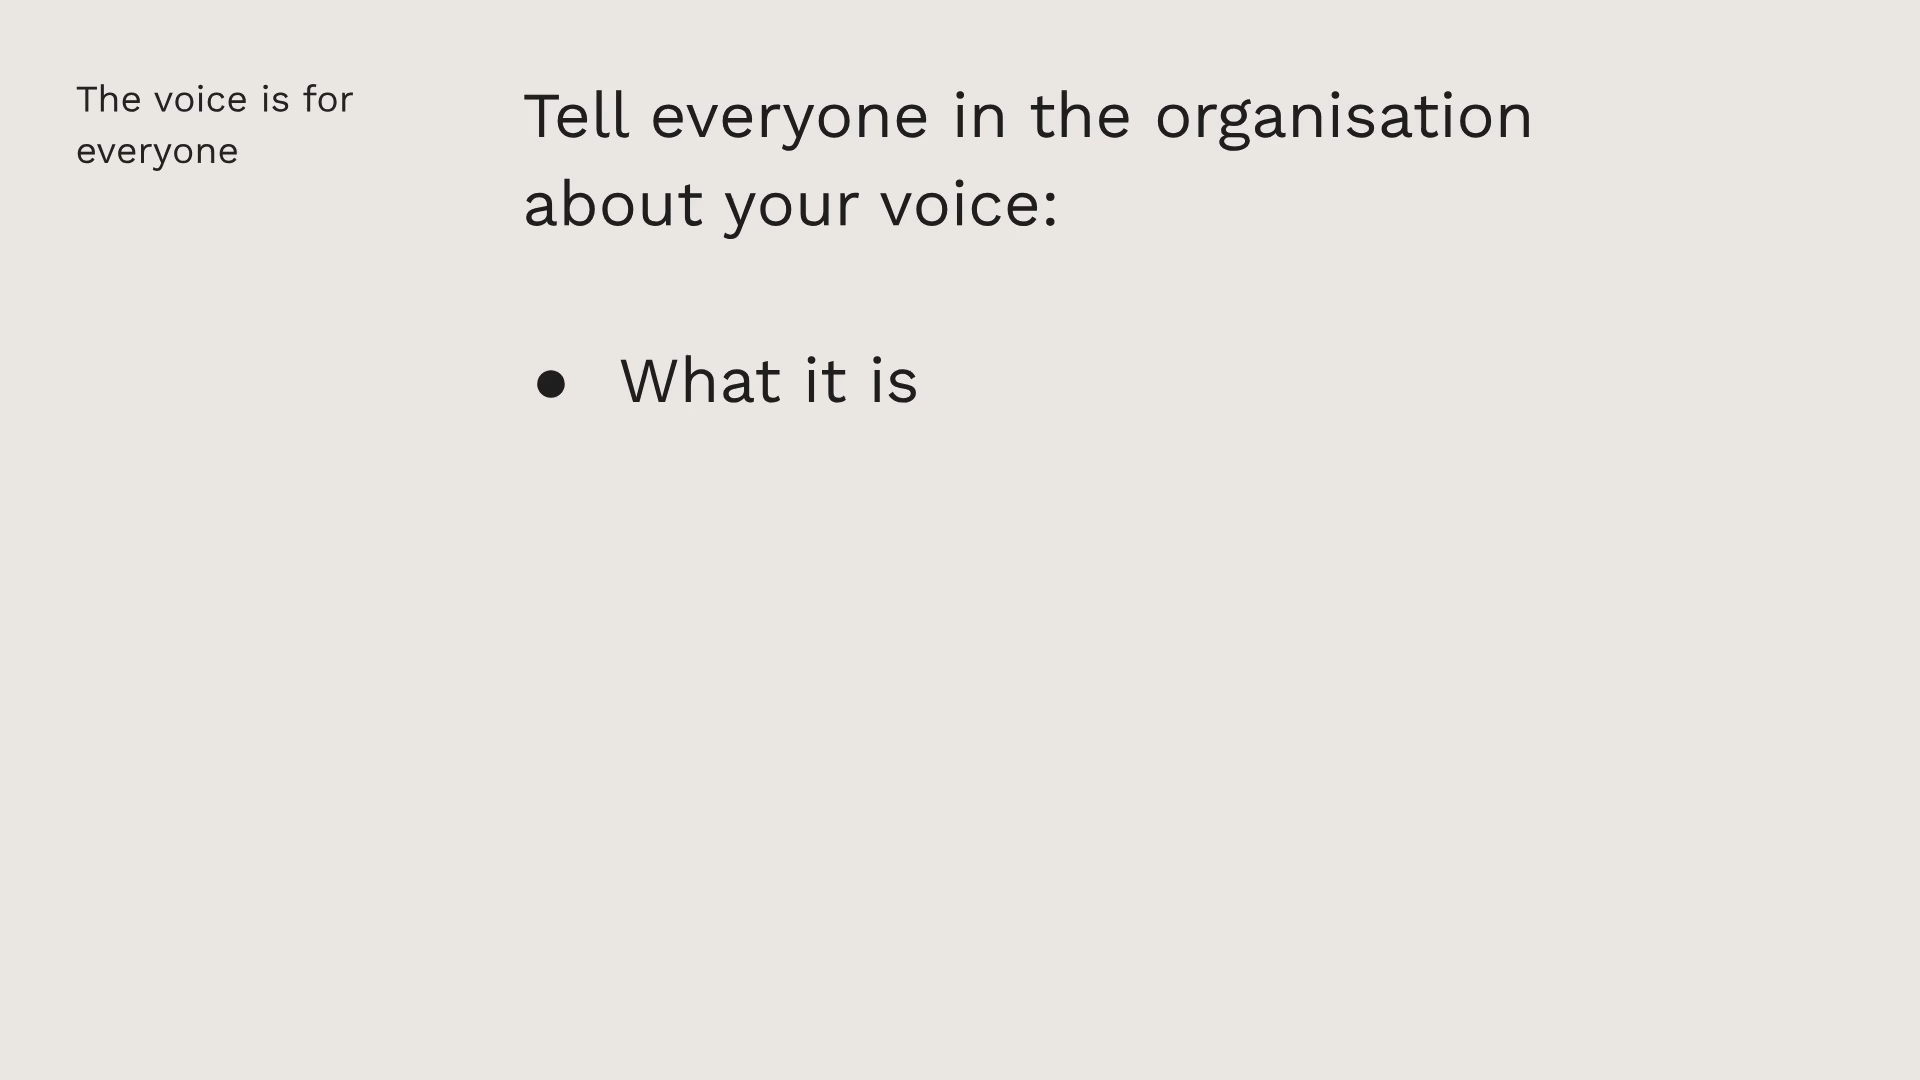 The voice is for
everyone
Tell everyone in the organisation
about your voice:
● What it is